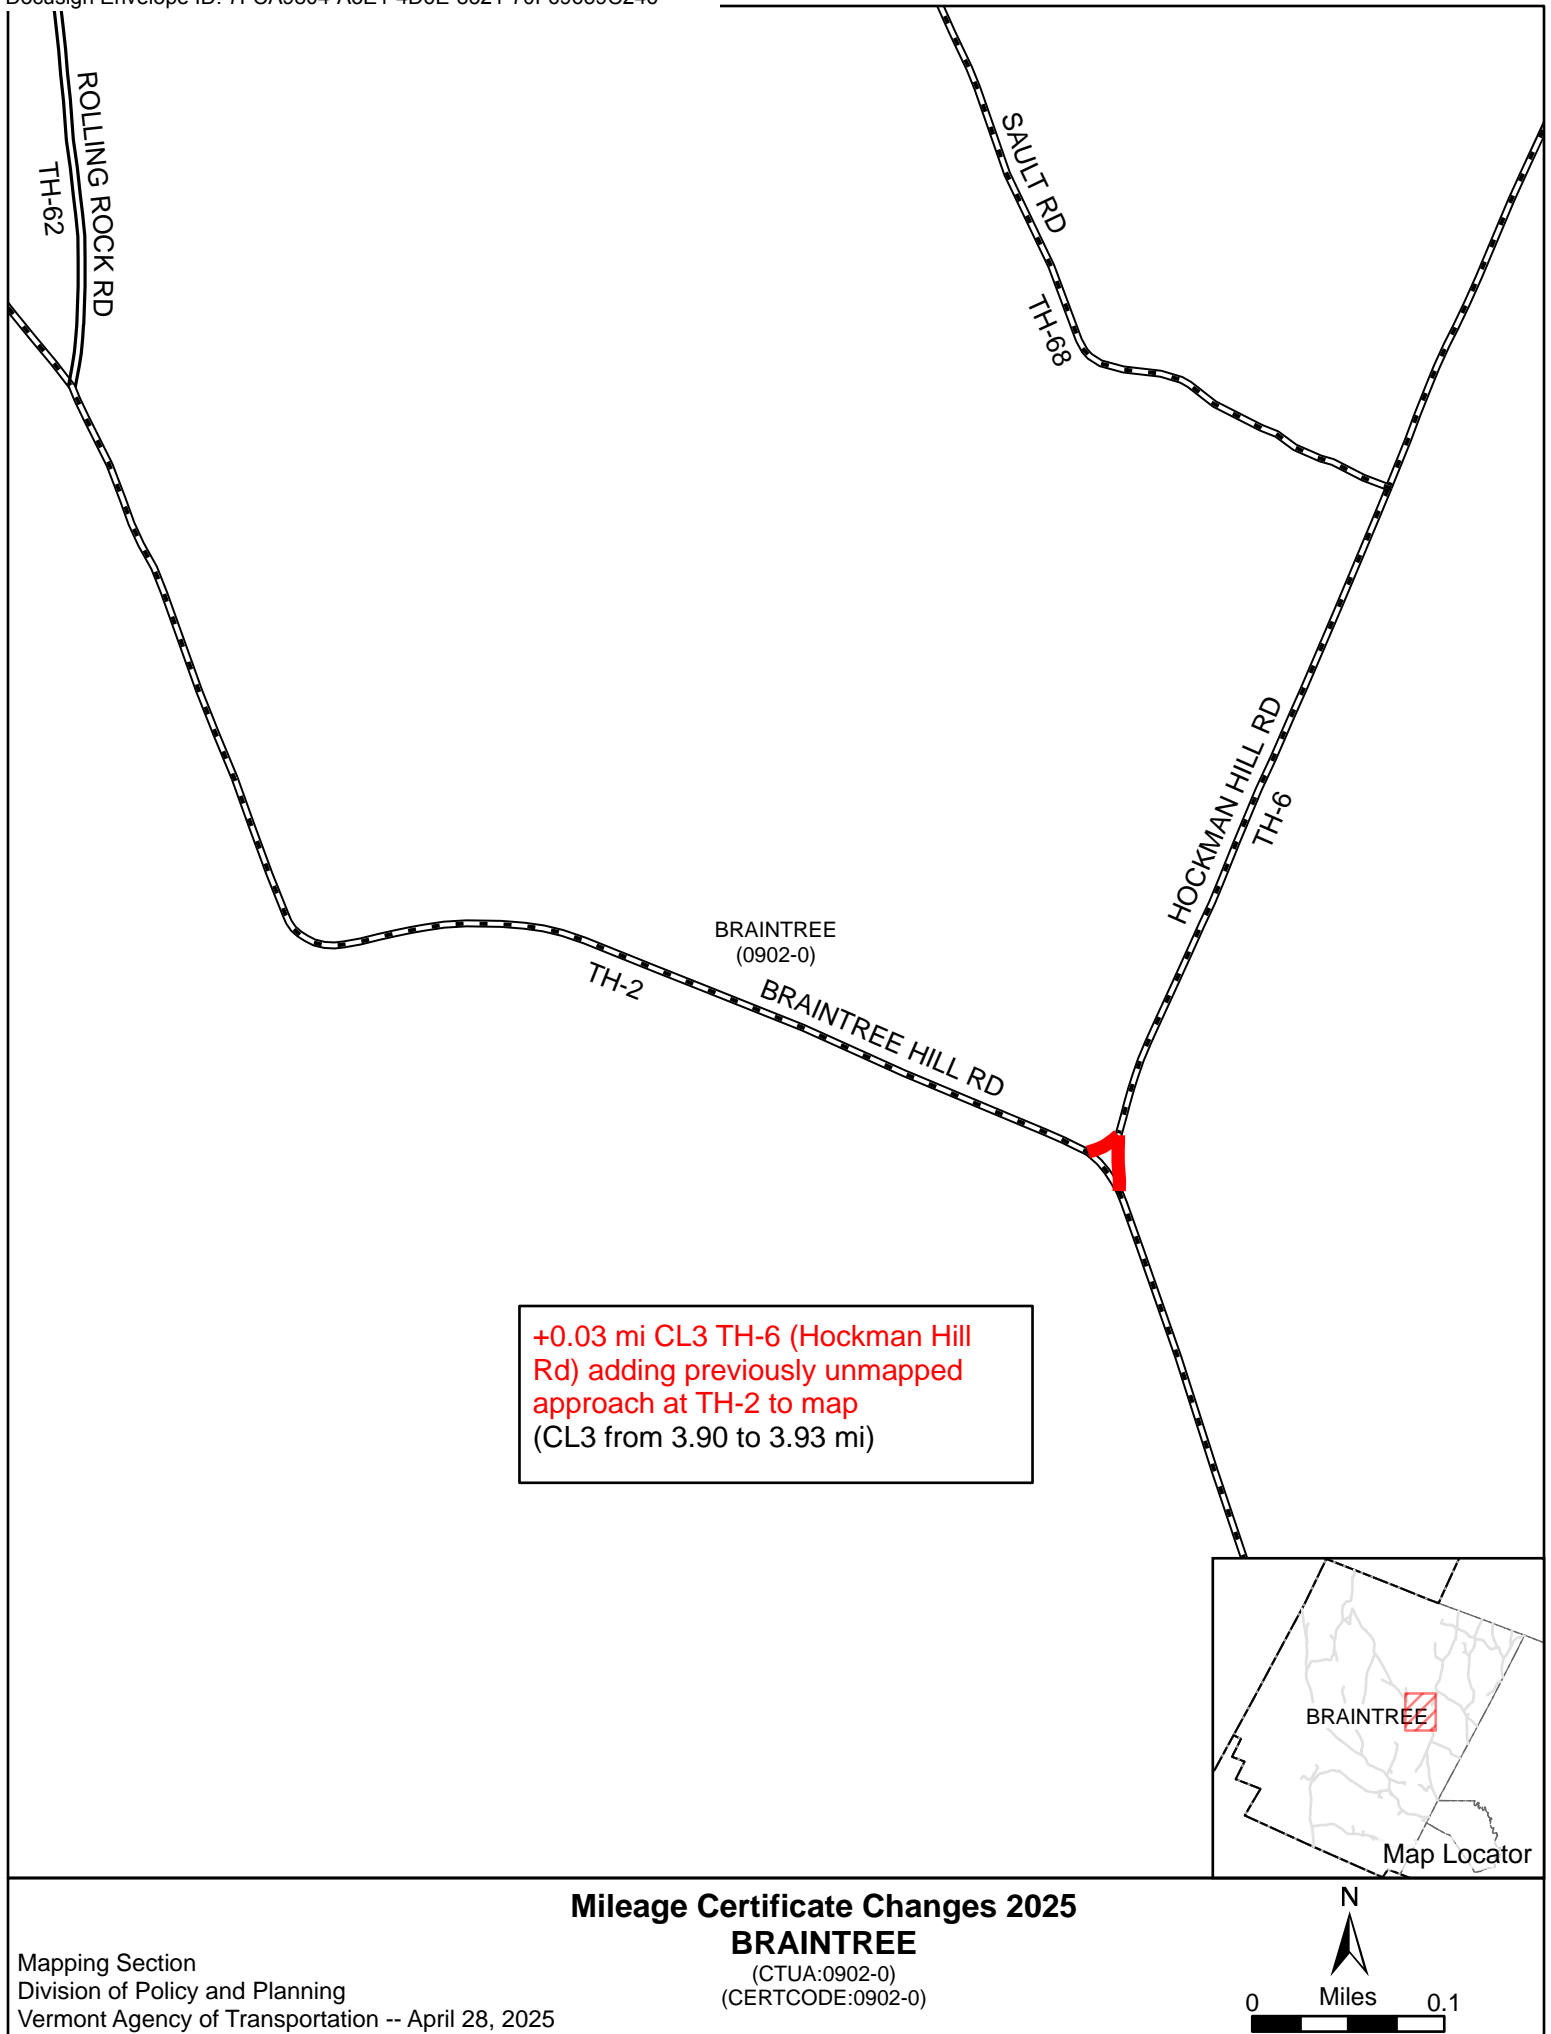 ROLLING ROCK RD
TH-62
SAULT RD
TH-68
HOCKMAN HILL RD
TH-6
BRAINTREE
(0902-0)
TH-2
BRAINTREE HILL RD
+0.03 mi CL3 TH-6 (Hockman Hill
Rd) adding previously unmapped
approach at TH-2 to map
(CL3 from 3.90 to 3.93 mi)
BRAINTREE
Map Locator
Mileage Certificate Changes 2025
BRAINTREE
(CTUA:0902-0)
(CERTCODE:0902-0)
Mapping Section
Division of Policy and Planning
Vermont Agency of Transportation -- April 28, 2025
N
Miles
0 0.1